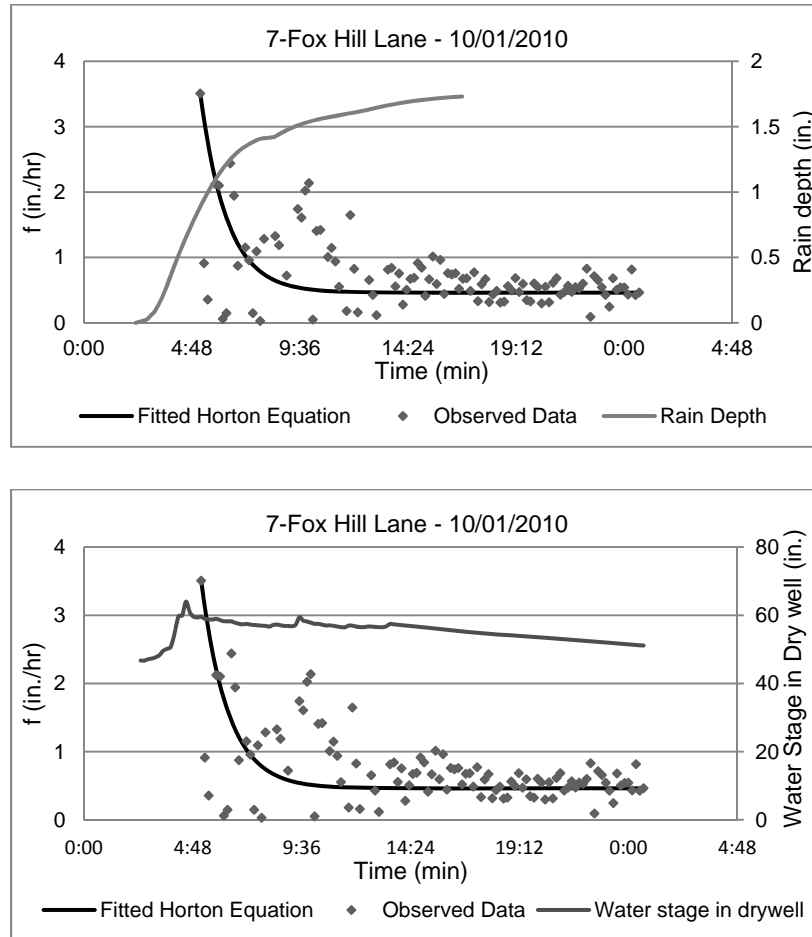 7-Fox Hill Lane - 10/01/2010
4
3
2
1
0
f (in./hr)
2
1.5
1
0.5
0
Rain depth (in.)
0:00 4:48 9:36 14:24 19:12 0:00 4:48
Time (min)
Fitted Horton Equation Observed Data Rain Depth
7-Fox Hill Lane - 10/01/2010
4
3
2
1
0
f (in./hr)
80
60
40
20
0
Water Stage in Dry well (in.)
0:00 4:48 9:36 14:24 19:12 0:00 4:48
Time (min)
Fitted Horton Equation Observed Data Water stage in drywell